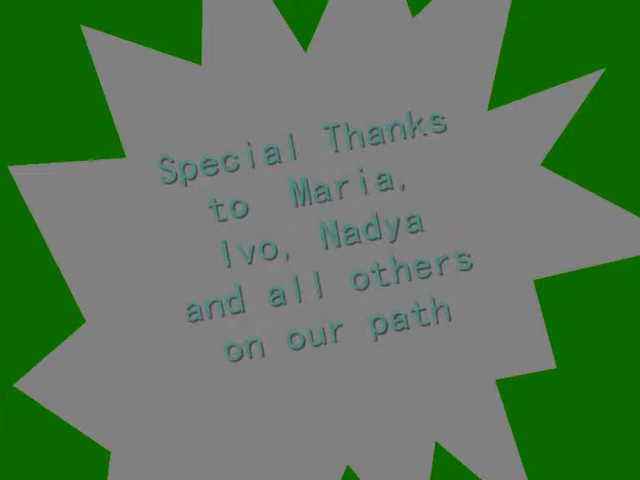 Special Thanks
to Maria,
Ivo, Nadya
and all others
on our path